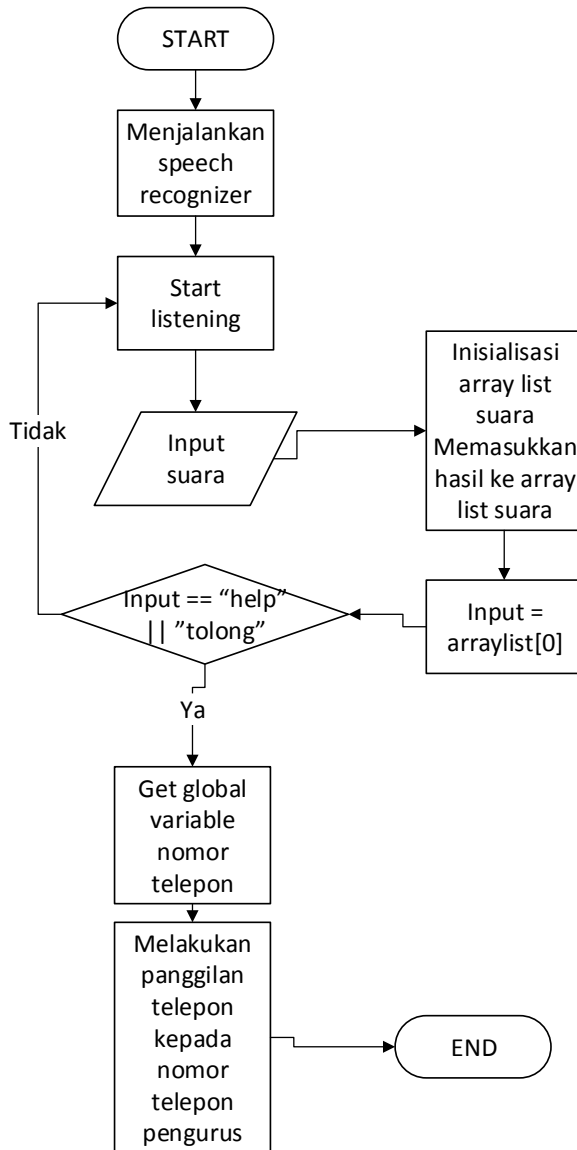 START
Menjalankan
speech
recognizer
Start
listening
Input
suara
Inisialisasi
array list
suara
Memasukkan
hasil ke array
list suara
Input =
arraylist[0]
Input == “help”
|| ”tolong”
Tidak
Ya
Get global
variable
nomor
telepon
Melakukan
panggilan
telepon
kepada
nomor
telepon
pengurus
END